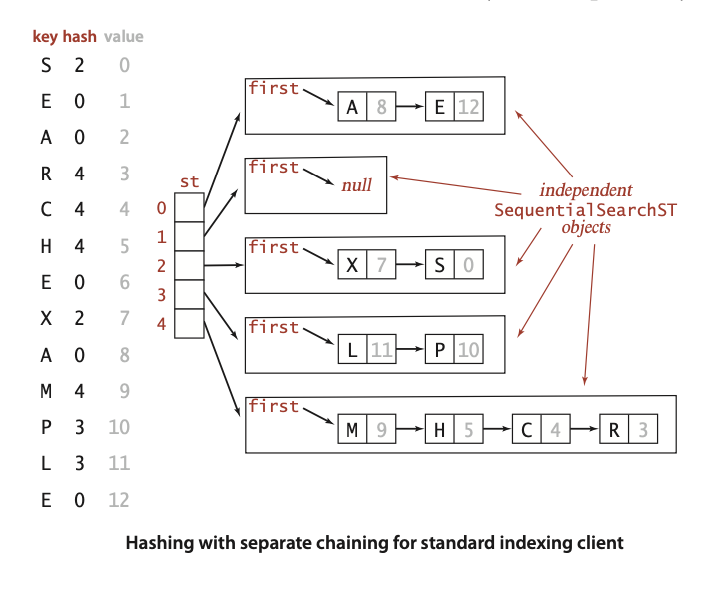 key hash value
S 2 0
E 0 1
A 0 2
R 4 3
C 4 4
H 4 5
E 0 6
X 2 7
A 0 8
M 4 9
P 3 10
L 3 11
E 0 12
st
0
1
2
3
4
first
A 8 E 12
first
null
first
X 7 S 0
first
L 11 P 10
first
M 9 H 5 C 4 R 3
independent
SequentialSearchST
objects
Hashing with separate chaining for standard indexing client